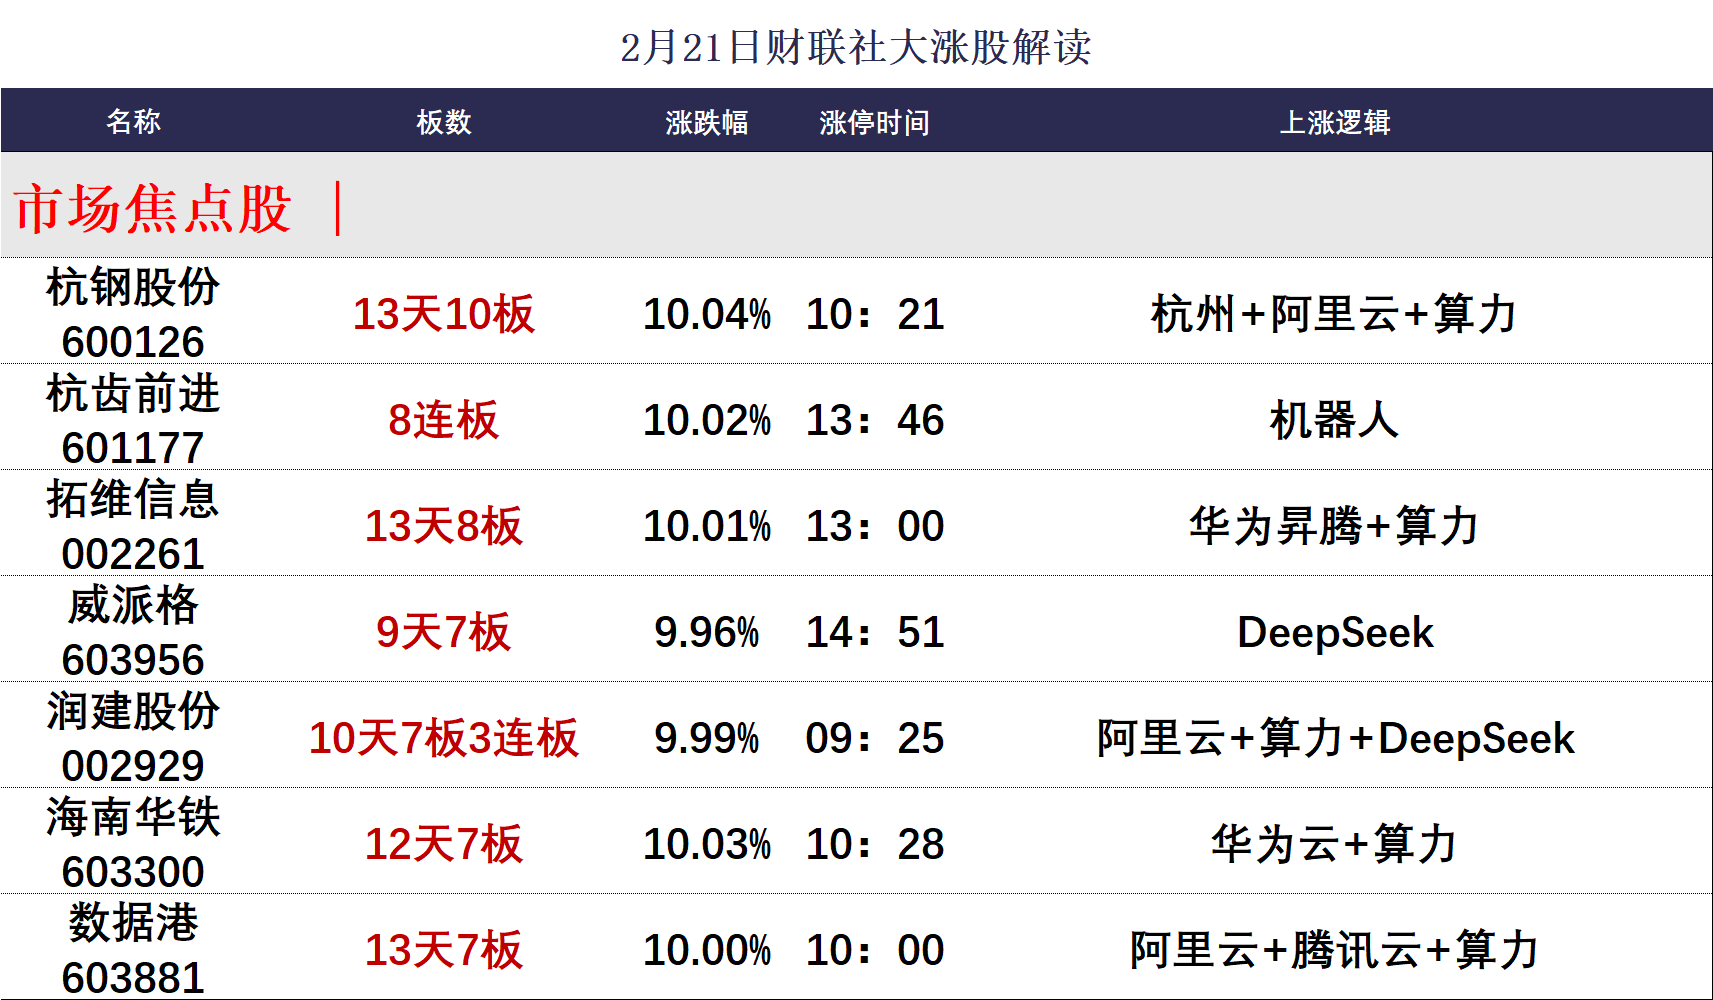 2月21日财联社大涨股解读
名称 板数 涨跌幅 涨停时间 上涨逻辑
市场焦点股 ｜
杭钢股份
600126 13天10板 10.04% 10：21 杭州+阿里云+算力
杭齿前进
601177 8连板 10.02% 13：46 机器人
拓维信息
002261 13天8板 10.01% 13：00 华为昇腾+算力
威派格
603956 9天7板 9.96% 14：51 DeepSeek
润建股份
002929 10天7板3连板 9.99% 09：25 阿里云+算力+DeepSeek
海南华铁
603300 12天7板 10.03% 10：28 华为云+算力
数据港
603881 13天7板 10.00% 10：00 阿里云+腾讯云+算力